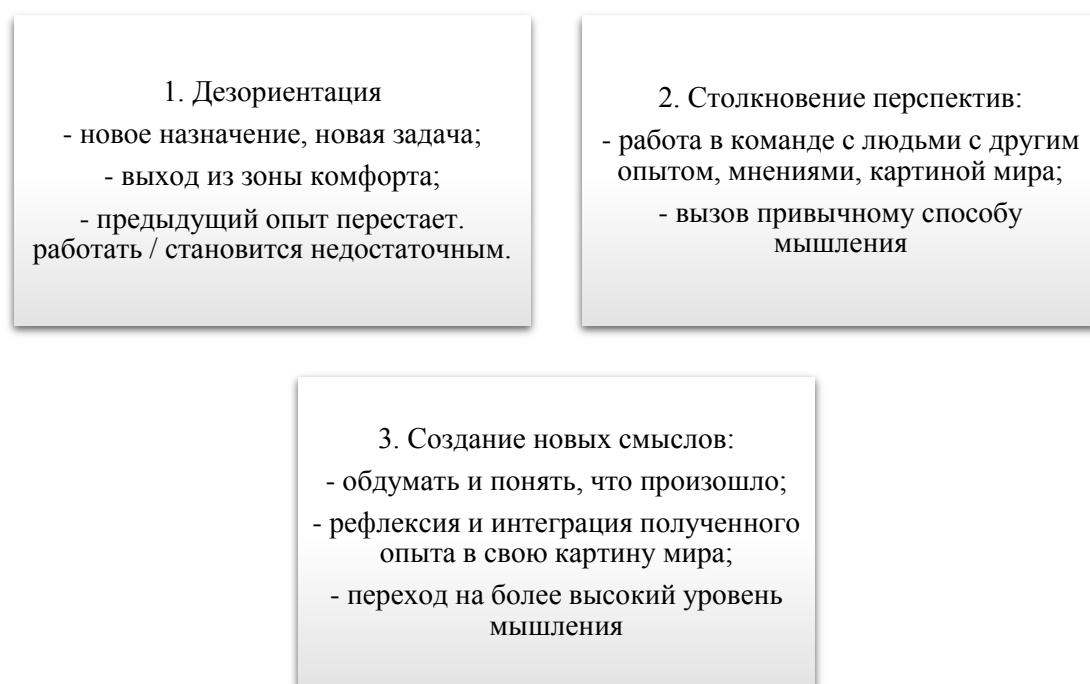 1. Дезориентация
- новое назначение, новая задача;
- выход из зоны комфорта;
- предыдущий опыт перестает.
работать / становится недостаточным.
2. Столкновение перспектив:
- работа в команде с людьми с другим
опытом, мнениями, картиной мира;
- вызов привычному способу
мышления
3. Создание новых смыслов:
- обдумать и понять, что произошло;
- рефлексия и интеграция полученного
опыта в свою картину мира;
- переход на более высокий уровень
мышления